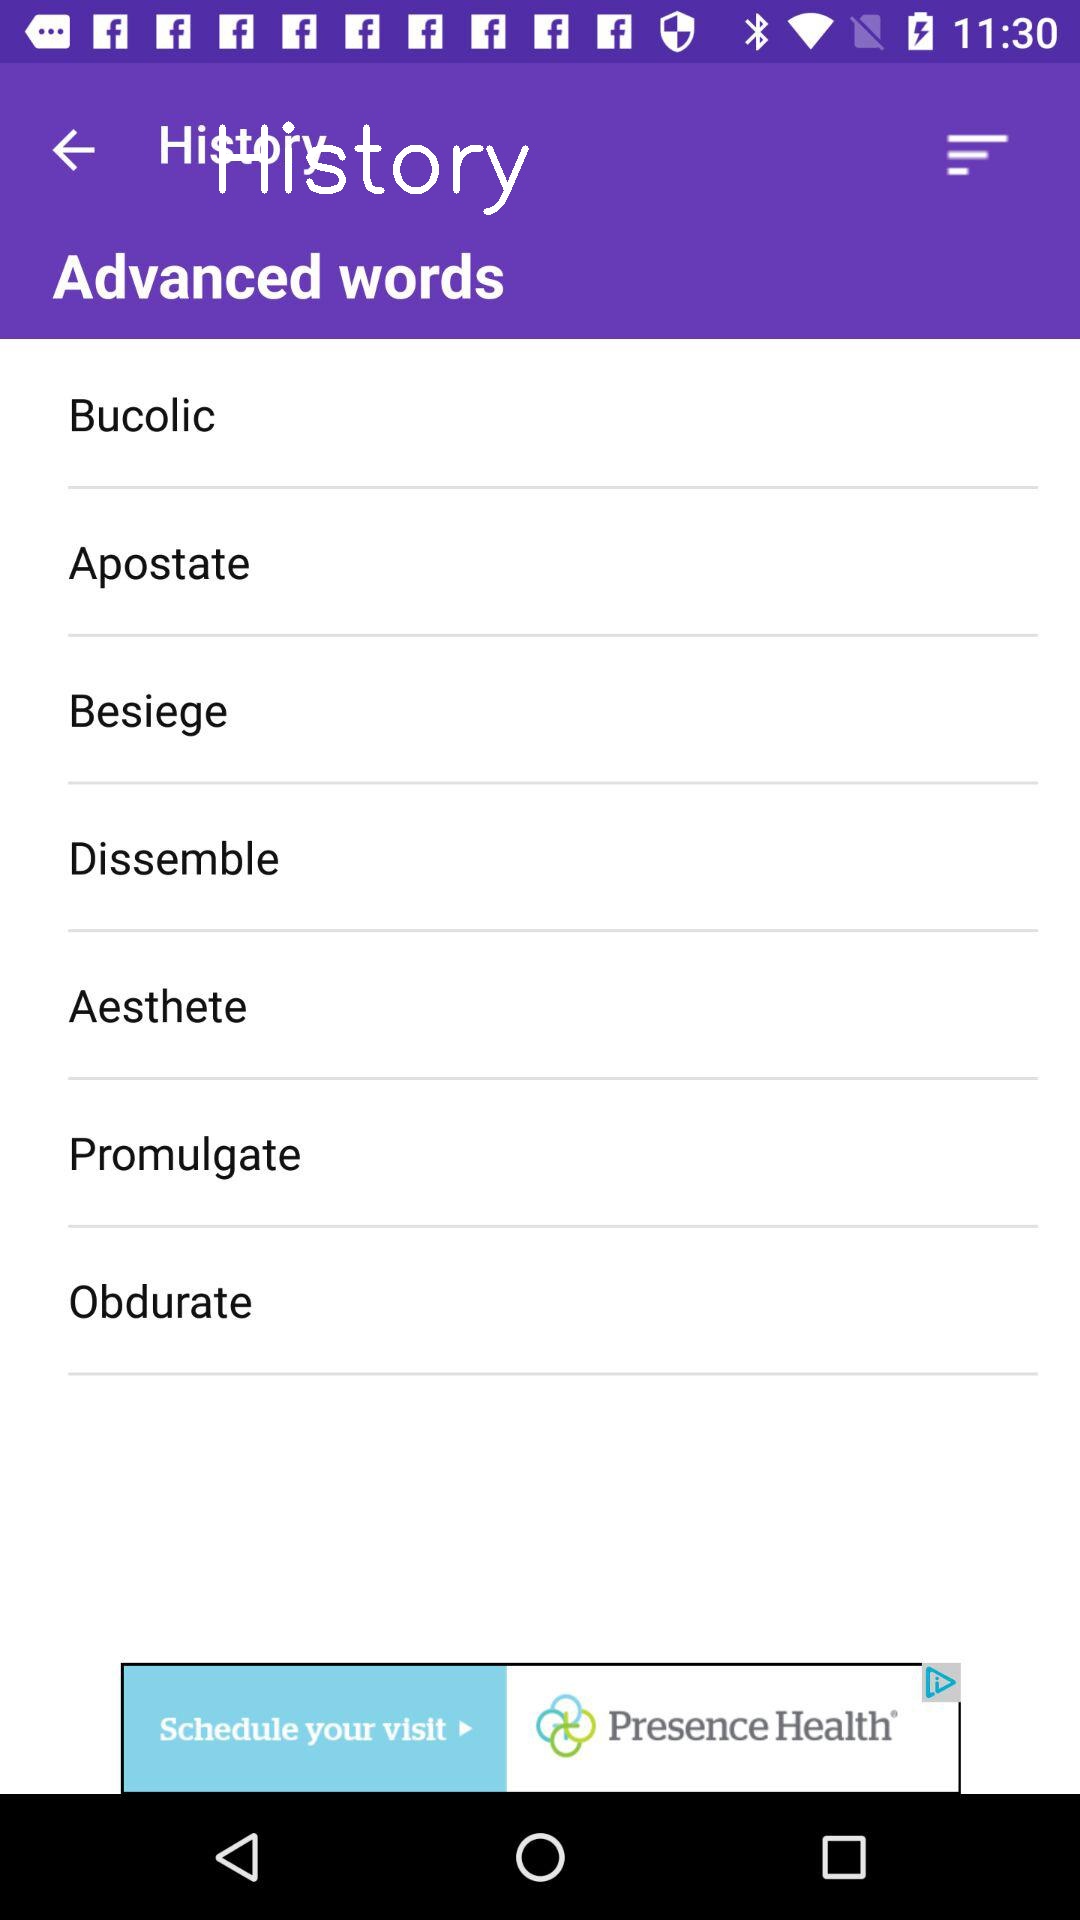 11:30
History
History
Advanced words
Bucolic
Apostate
Besiege
Dissemble
Aesthete
Promulgate
Obdurate
Schedule your visit
Presence Health®